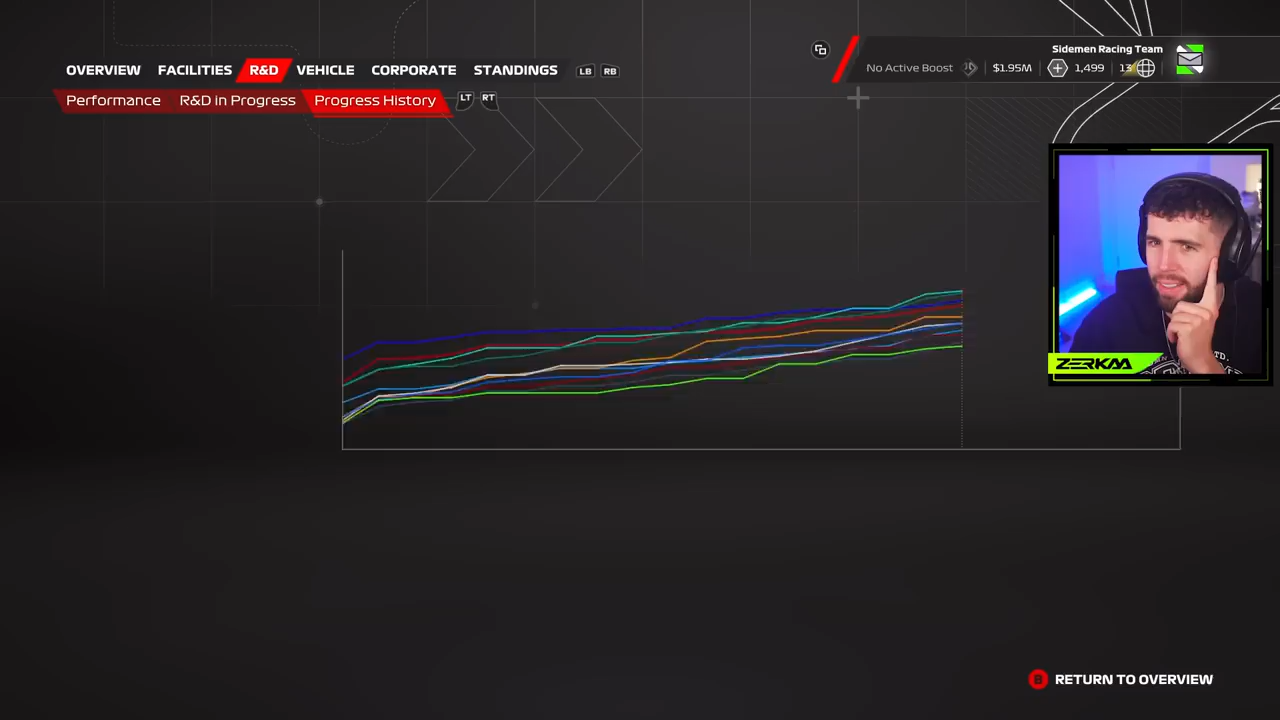 Sidemen Racing Team
OVERVIEW FACILITIES R&D VEHICLE CORPORATE STANDINGS LB RB
No Active Boost $1.95M 1,499 13
Performance R&D in Progress Progress History LT RT
ZERKAA
B RETURN TO OVERVIEW